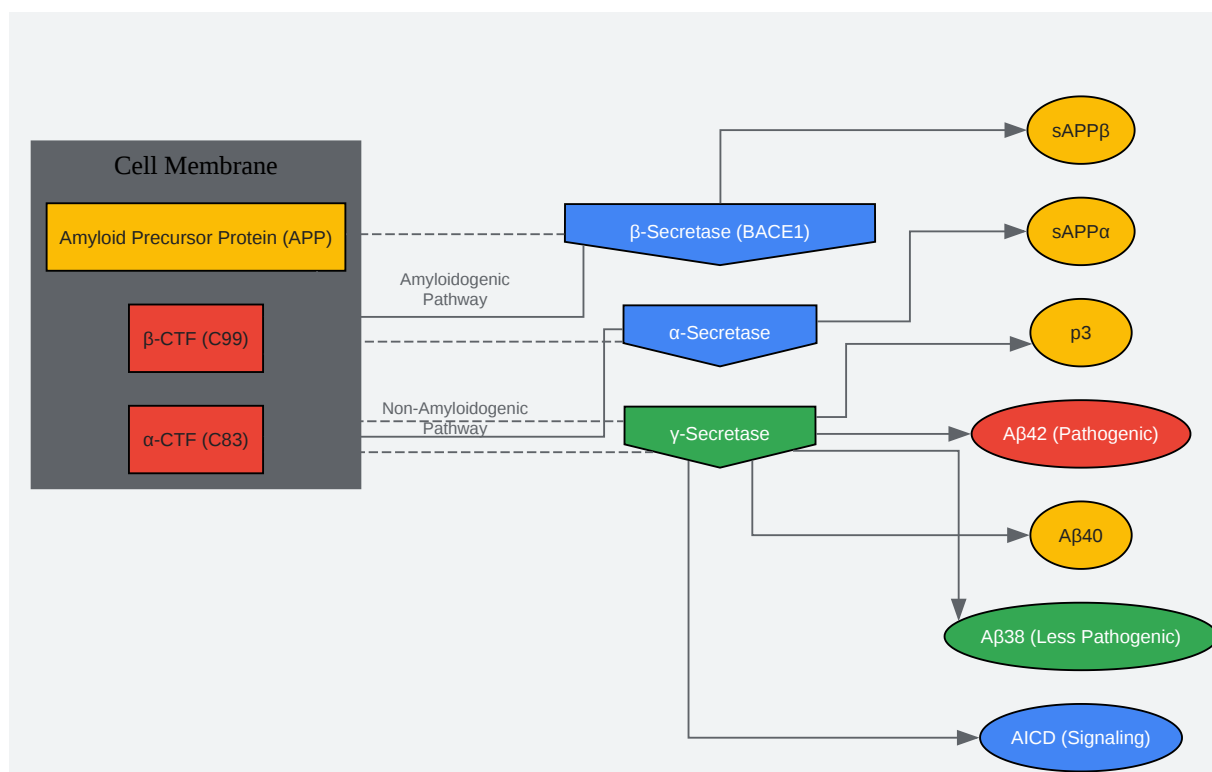 sAPPβ
Cell Membrane
Amyloid Precursor Protein (APP)
β-Secretase (BACE1)
sAPPα
Amyloidogenic
Pathway
β-CTF (C99)
α-Secretase
p3
Non-Amyloidogenic
Pathway
α-CTF (C83)
γ-Secretase
Aβ42 (Pathogenic)
Aβ40
Aβ38 (Less Pathogenic)
AICD (Signaling)